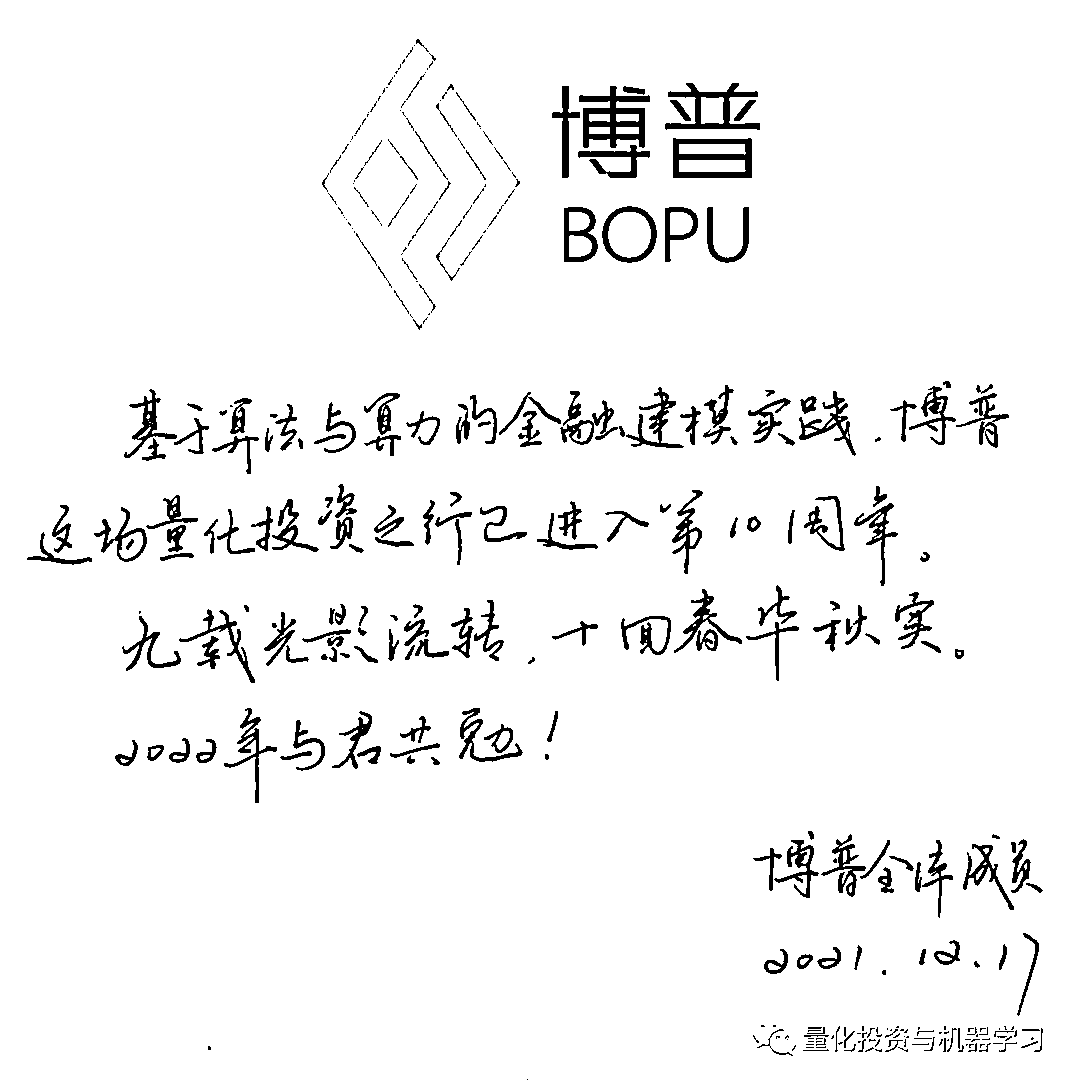 博普
BOPU
基于算法与算力的金融建模实践，博普
这场量化投资之行已进入第10周年。
九载光影流转，十回春华秋实。
2022年与君共勉！
博普全体成员
2021.12.17
量化投资与机器学习